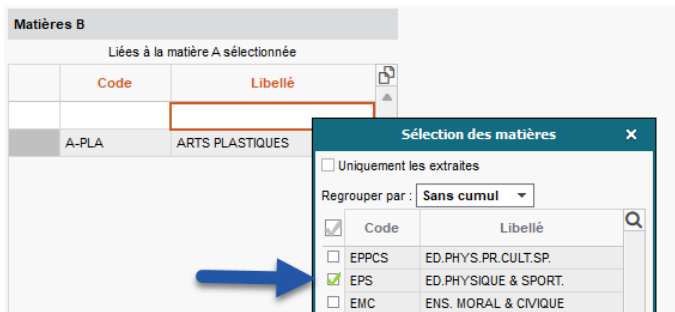 Matières B
Liées à la matière A sélectionnée
Code Libellé
A-PLA ARTS PLASTIQUES
Sélection des matières
Uniquement les extraites
Regrouper par : Sans cumul
Code Libellé
EPPCS ED.PHYS.PR.CULT.SP.
EPS ED.PHYSIQUE & SPORT.
EMC ENS. MORAL & CIVIQUE